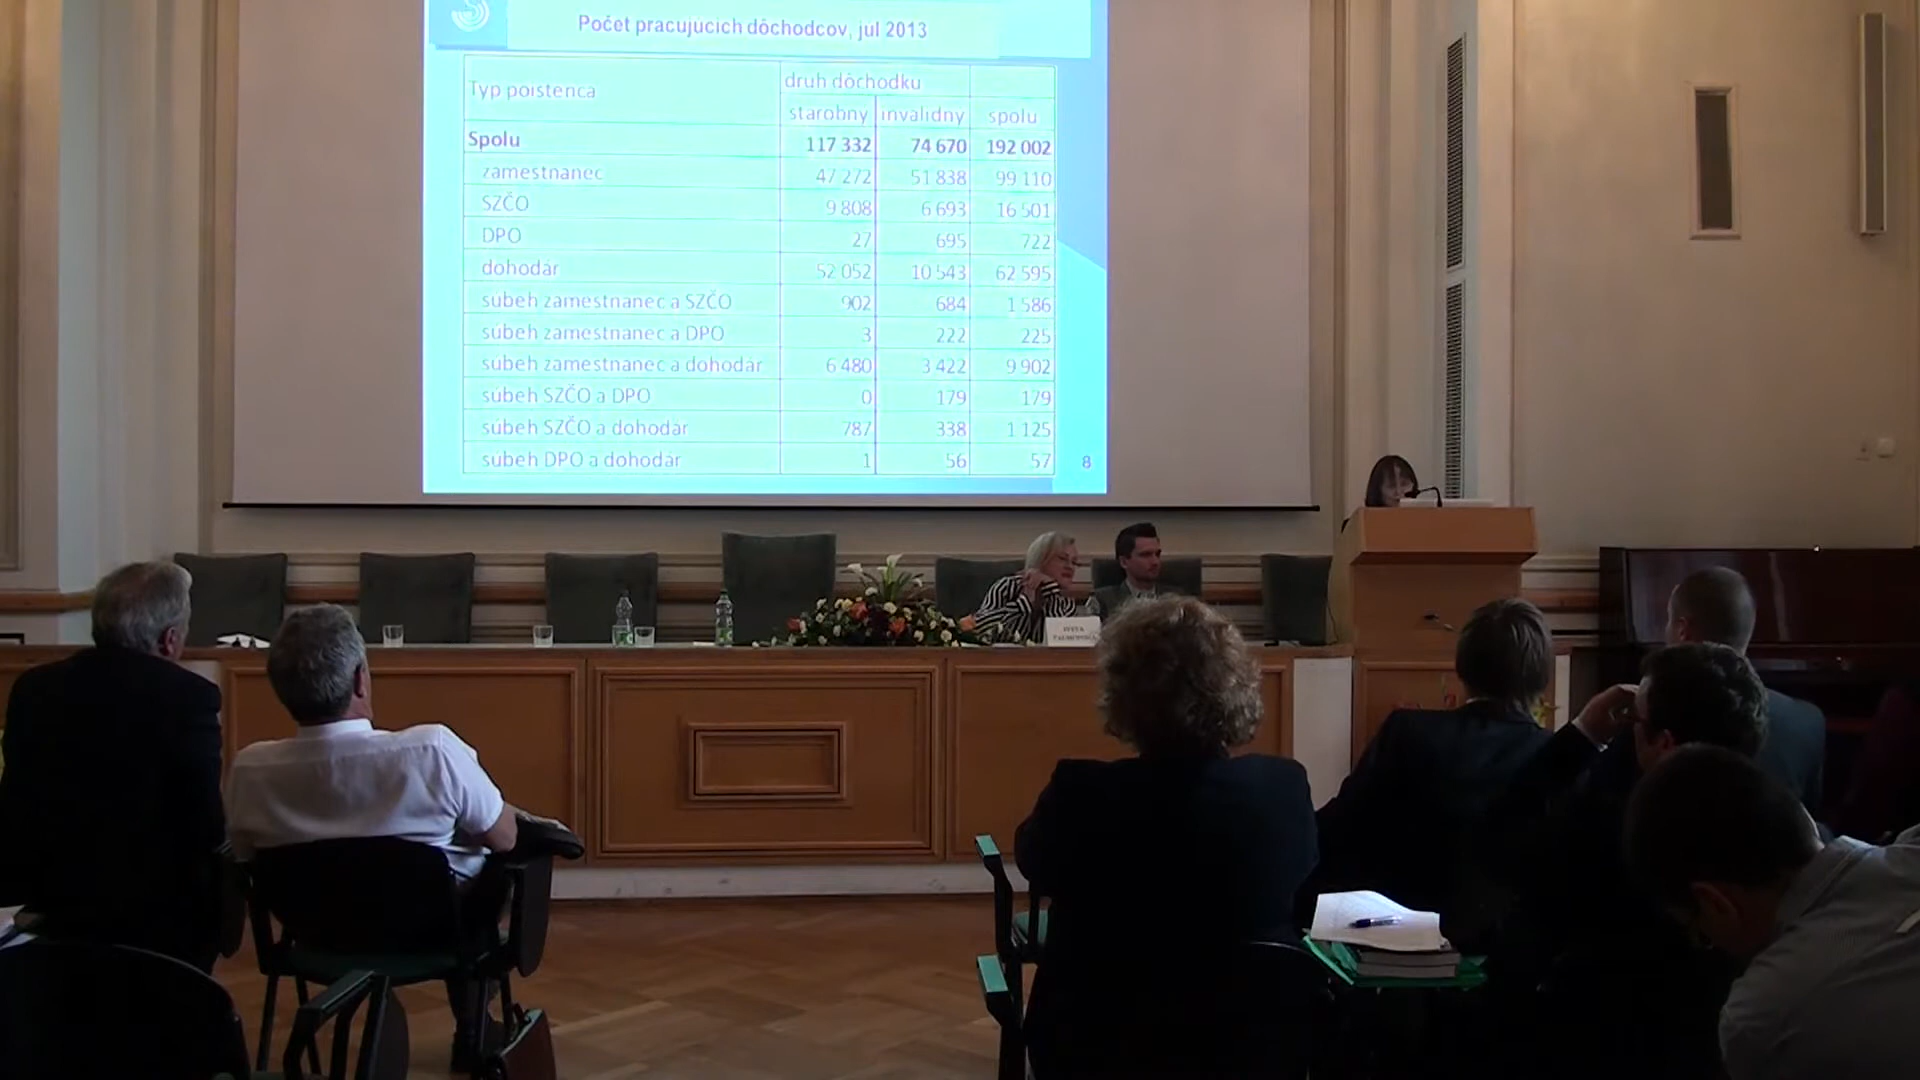 Počet pracujúcich dôchodcov, júl 2013
Typ poistenca druh dôchodku
starobny invalidny spolu
Spolu 117 332 74 670 192 002
zamestnanec 47 272 51 838 99 110
SZČO 9 808 6 693 16 501
DPO 27 695 722
dohodár 52 052 10 543 62 595
súbeh zamestnanec a SZČO 902 684 1 586
súbeh zamestnanec a DPO 3 222 225
súbeh zamestnanec a dohodár 6 480 3 422 9 902
súbeh SZČO a DPO 0 179 179
súbeh SZČO a dohodár 787 338 1 125
súbeh DPO a dohodár 1 56 57
8